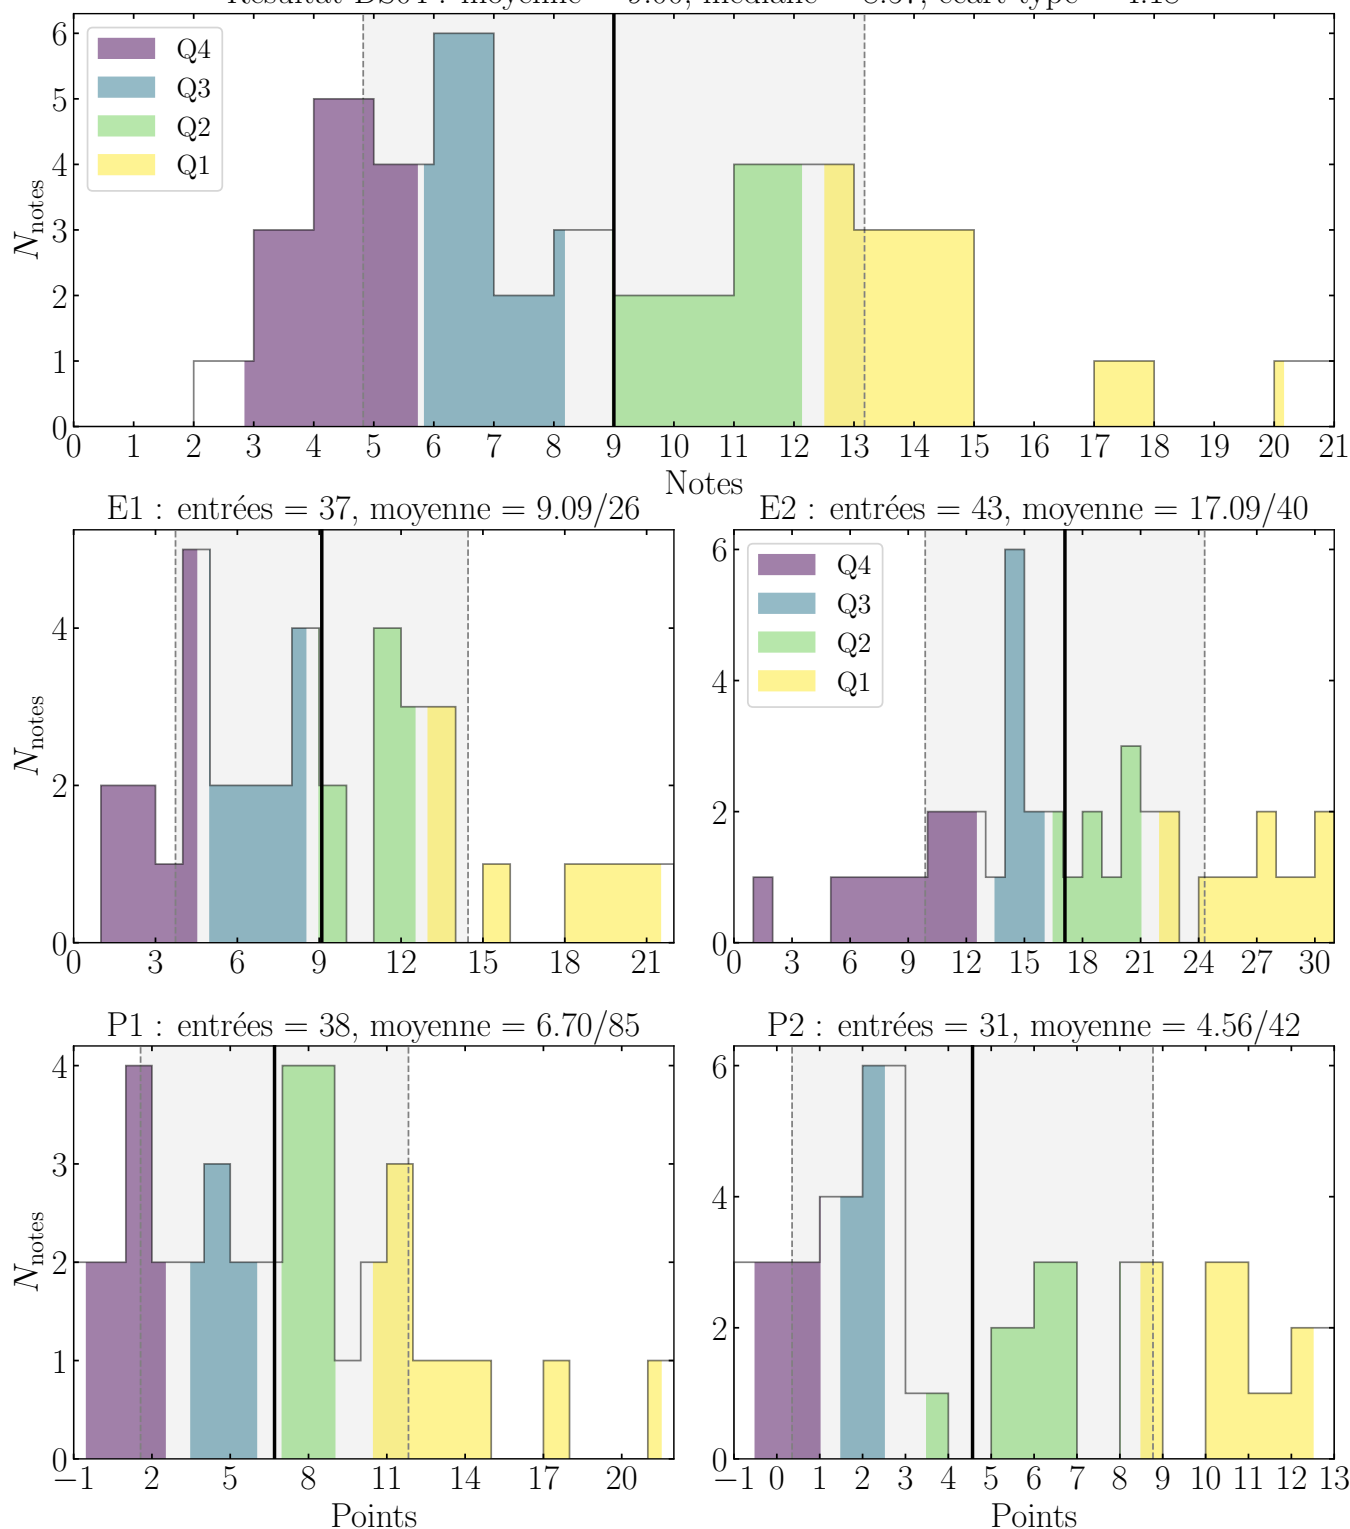 Résultat : moyenne = médiane = écart-type =
6
5
4
3
2
1
0
N_notes
Q4
Q3
Q2
Q1
0 1 2 3 4 5 6 7 8 9 10 11 12 13 14 15 16 17 18 19 20 21
Notes
E1 : entrées = 37, moyenne = 9.09/26
4
2
0
N_notes
0 3 6 9 12 15 18 21
E2 : entrées = 43, moyenne = 17.09/40
6
4
2
0
Q4
Q3
Q2
Q1
0 3 6 9 12 15 18 21 24 27 30
P1 : entrées = 38, moyenne = 6.70/85
4
3
2
1
0
N_notes
−1 2 5 8 11 14 17 20
Points
P2 : entrées = 31, moyenne = 4.56/42
6
4
2
0
−1 0 1 2 3 4 5 6 7 8 9 10 11 12 13
Points